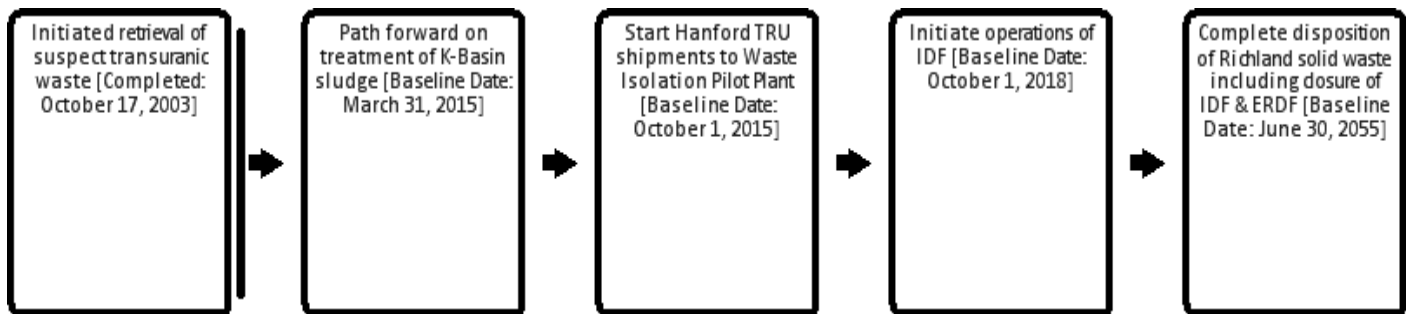 Initiated retrieval of
suspect transuranic
waste [Completed:
October 17, 2003]
Path forward on
treatment of K-Basin
sludge [Baseline Date:
March 31, 2015]
Start Hanford TRU
shipments to Waste
Isolation Pilot Plant
[Baseline Date:
October 1, 2015]
Initiate operations of
IDF [Baseline Date:
October 1, 2018]
Complete disposition
of Richland solid waste
including closure of
IDF & ERDF [Baseline
Date: June 30, 2055]